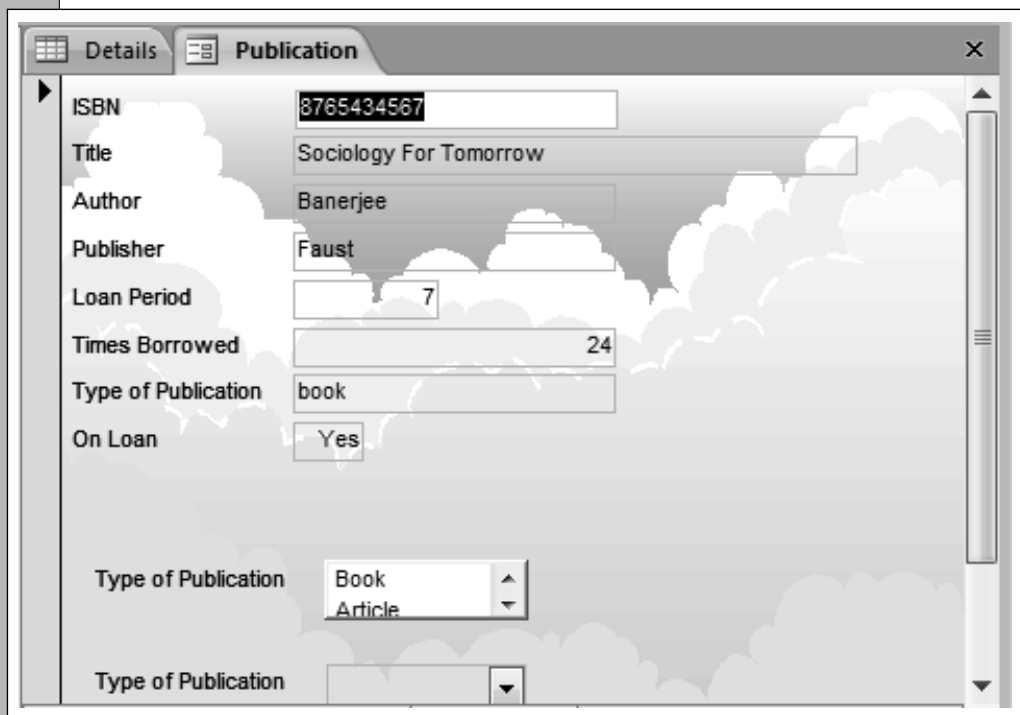 Details Publication
ISBN 8765434567
Title Sociology For Tomorrow
Author Banerjee
Publisher Faust
Loan Period 7
Times Borrowed 24
Type of Publication book
On Loan Yes
Type of Publication Book
Article
Type of Publication